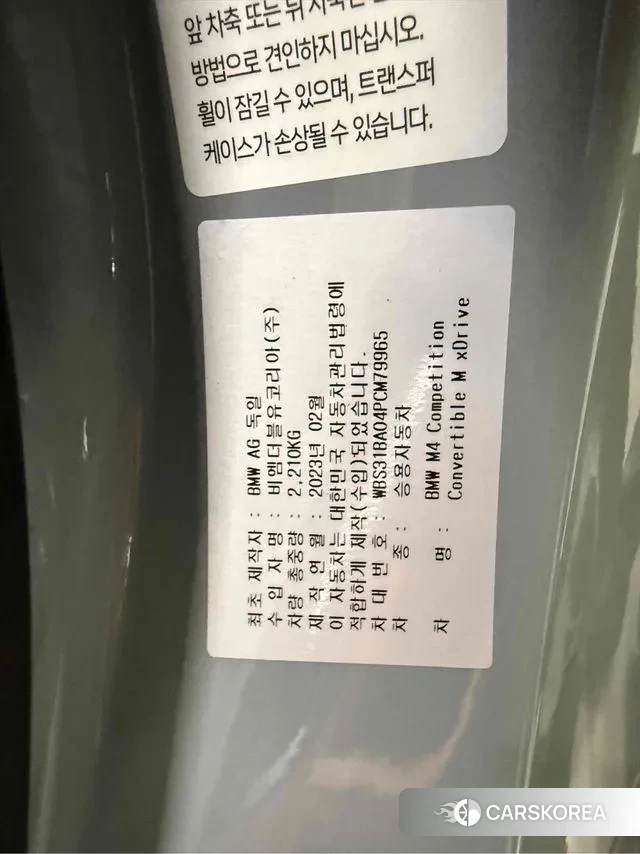 앞 차축 또는 뒤
방법으로 견인하지 마십시오.
휠이 잠길 수 있으며, 트랜스퍼
케이스가 손상될 수 있습니다.
최초 제작자 : BMW AG 독일
수 입 자 명 : 비엠더블유코리아(주)
차량 총중량 : 2,210KG
제 작 연 월 : 2023년 02월
이 자동차는 대한민국 자동차관리법령에
적합하게 제작(수입)되었습니다.
차 대 번 호 : WBS31BA04PCM79965
차 종 : 승용자동차
차 명 : BMW M4 Competition
Convertible M xDrive
CARSKOREA